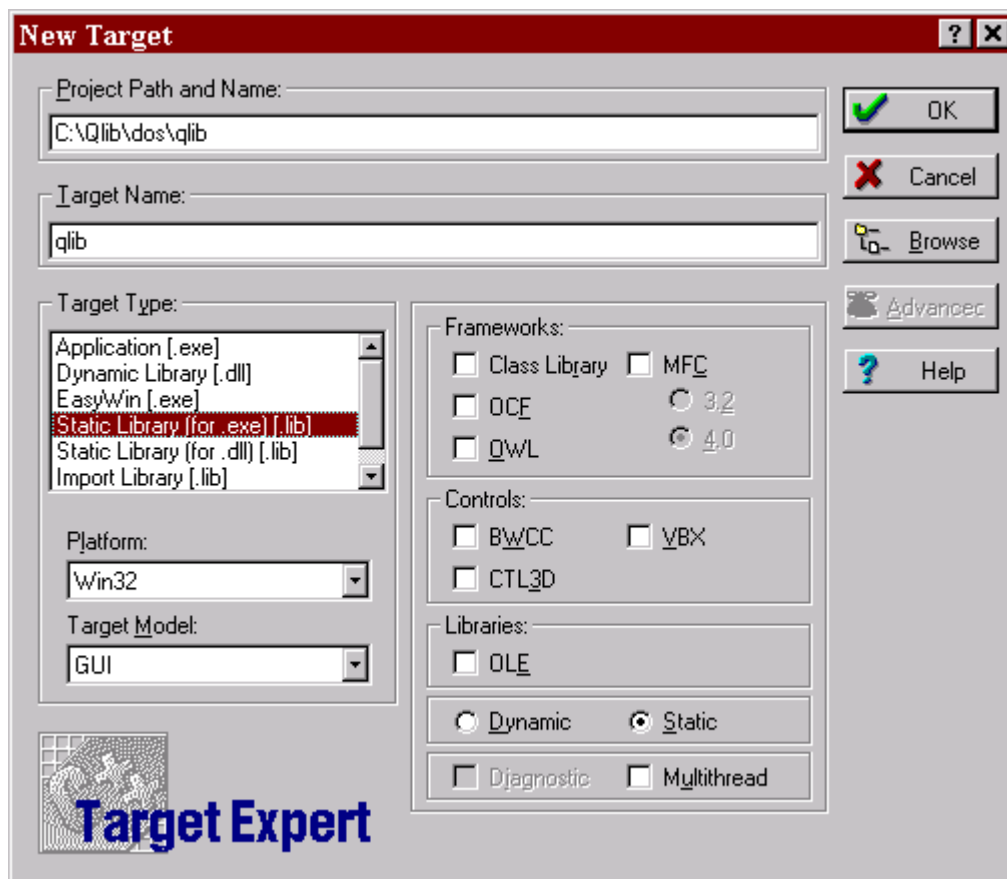 New Target
Project Path and Name:
C:\Qlib\dos\qlib
OK
Cancel
Target Name:
qlib
Browse
Target Type:
Application [.exe]
Dynamic Library [.dll]
EasyWin [.exe]
Static Library (for .exe) [.lib]
Static Library (for .dll) [.lib]
Import Library [.lib]
Platform:
Win32
Target Model:
GUI
Frameworks:
Class Library MFC
OCF 3.2
OWL 4.0
Controls:
BWCC VBX
CTL3D
Libraries:
OLE
Dynamic Static
Diagnostic Multithread
Advancec
? Help
Target Expert